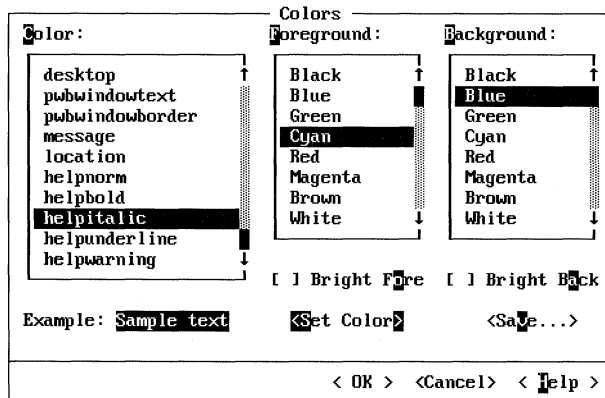 Colors
Color:
Foreground:
Background:
desktop
pwbwindowtext
pwbwindowborder
message
location
helpnorm
helpbold
helpitalic
helpunderline
helpwarning
Black
Blue
Green
Cyan
Red
Magenta
Brown
White
Black
Blue
Green
Cyan
Red
Magenta
Brown
White
[ ] Bright Fore
[ ] Bright Back
Example: Sample text
<Set Color>
<Save...>
< OK > <Cancel> < Help >